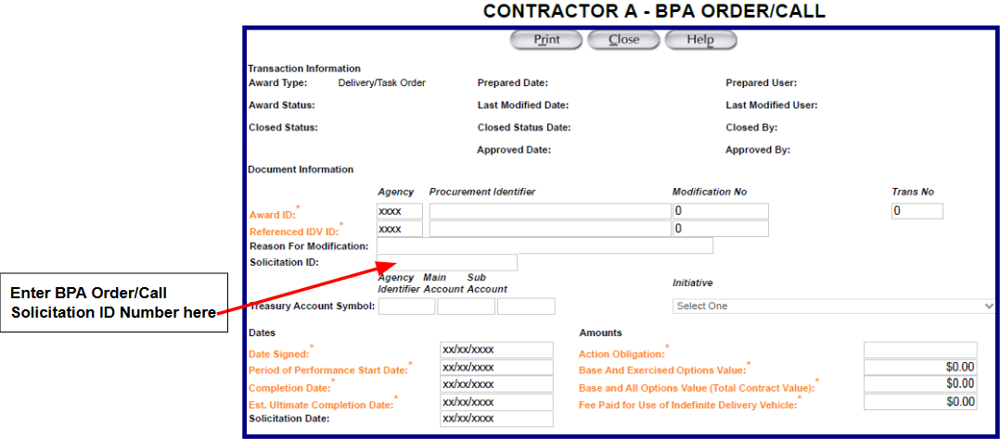 CONTRACTOR A - BPA ORDER/CALL
Print Close Help
Transaction Information
Award Type: Delivery/Task Order Prepared Date: Prepared User:
Award Status: Last Modified Date: Last Modified User:
Closed Status: Closed Status Date: Closed By:
Approved Date: Approved By:
Document Information
Agency Procurement Identifier Modification No Trans No
Award ID:* xxxx 0 0
Referenced IDV ID:* xxxx 0
Reason For Modification:
Solicitation ID:
Enter BPA Order/Call
Solicitation ID Number here
Agency Main Sub
Identifier Account Account Initiative
Treasury Account Symbol: Select One
Dates Amounts
Date Signed:* xx/xx/xxxx Action Obligation:*
Period of Performance Start Date:* xx/xx/xxxx Base And Exercised Options Value:* $0.00
Completion Date:* xx/xx/xxxx Base and All Options Value (Total Contract Value):* $0.00
Est. Ultimate Completion Date:* xx/xx/xxxx Fee Paid for Use of Indefinite Delivery Vehicle:* $0.00
Solicitation Date: xx/xx/xxxx